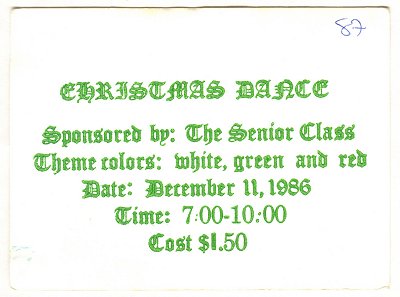 87
CHRISTMAS DANCE
Sponsored by: The Senior Class
Theme colors: white, green and red
Date: December 11, 1986
Time: 7:00-10:00
Cost $1.50